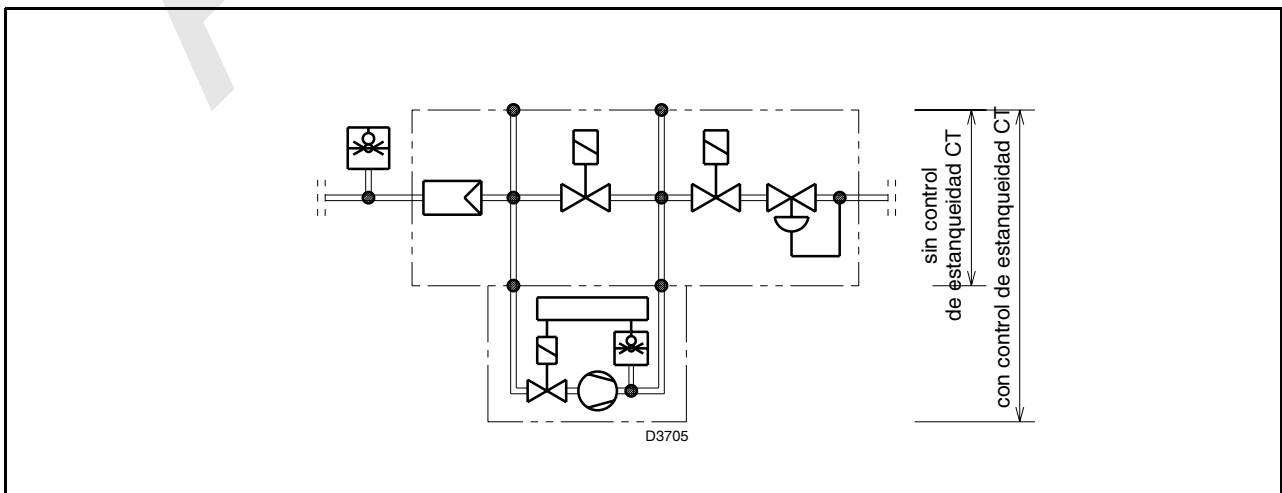 sin control
de estanqueidad CT
con control de estanqueidad CT
D3705